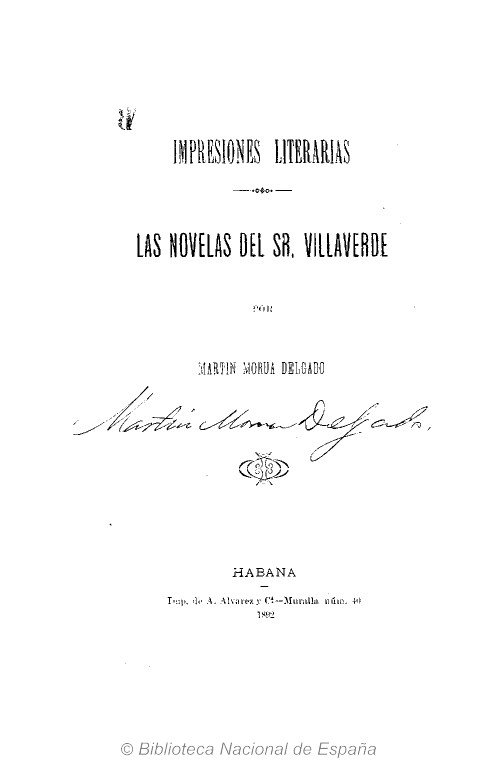 IMPRESIONES LITERARIAS
LAS NOVELAS DEL SR. VILLAVERDE
POR
MARTIN MORUA DELGADO
Martin Morua Delgado.
HABANA
Imp. de A. Alvarez y Cª—Muralla núm. 40
1892
© Biblioteca Nacional de España